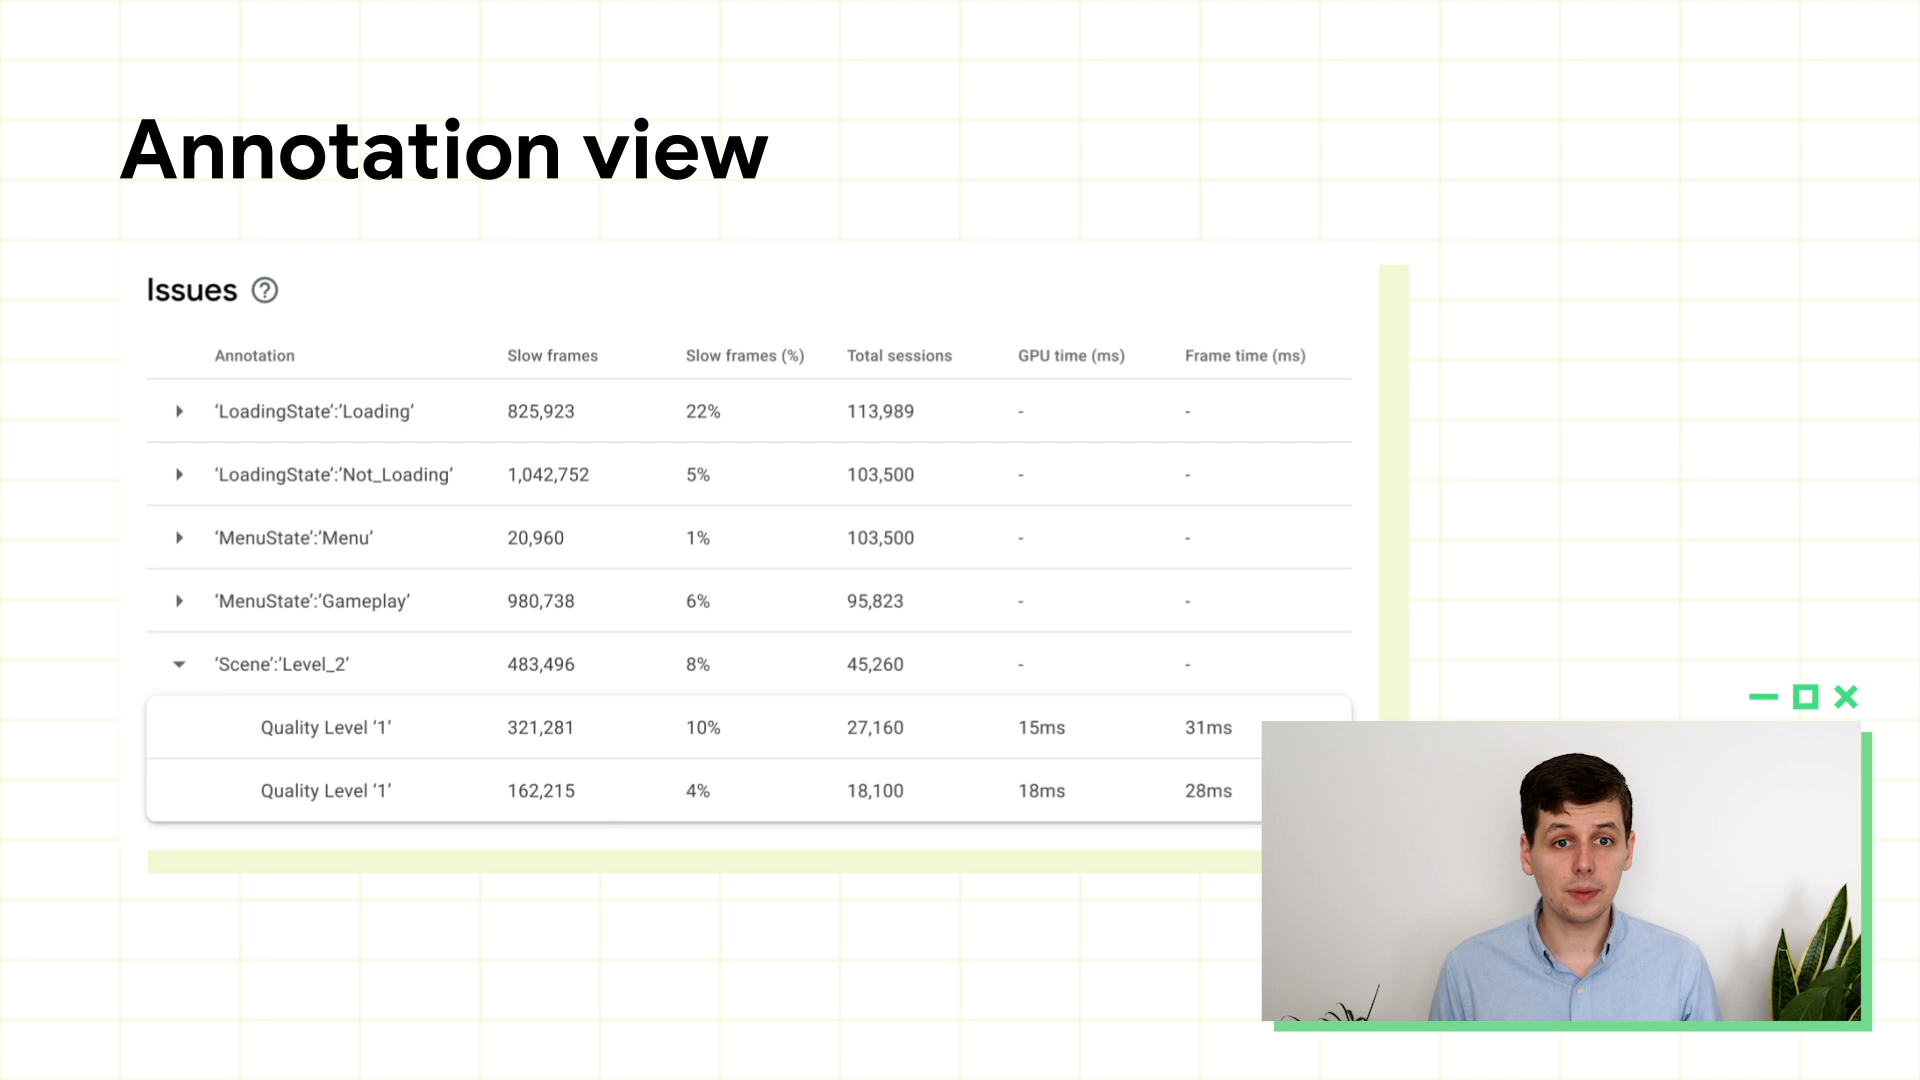 Annotation view
Issues ?
Annotation Slow frames Slow frames (%) Total sessions GPU time (ms) Frame time (ms)
‘LoadingState’:’Loading’ 825,923 22% 113,989 - -
‘LoadingState’:’Not_Loading’ 1,042,752 5% 103,500 - -
‘MenuState’:’Menu’ 20,960 1% 103,500 - -
‘MenuState’:’Gameplay’ 980,738 6% 95,823 - -
‘Scene’:’Level_2’ 483,496 8% 45,260 - -
Quality Level ‘1’ 321,281 10% 27,160 15ms 31ms
Quality Level ‘1’ 162,215 4% 18,100 18ms 28ms